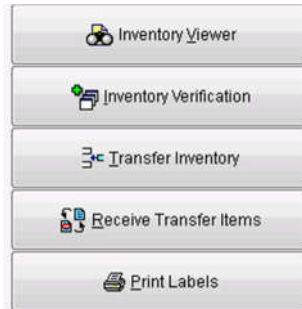 Inventory Viewer
Inventory Verification
Transfer Inventory
Receive Transfer Items
Print Labels